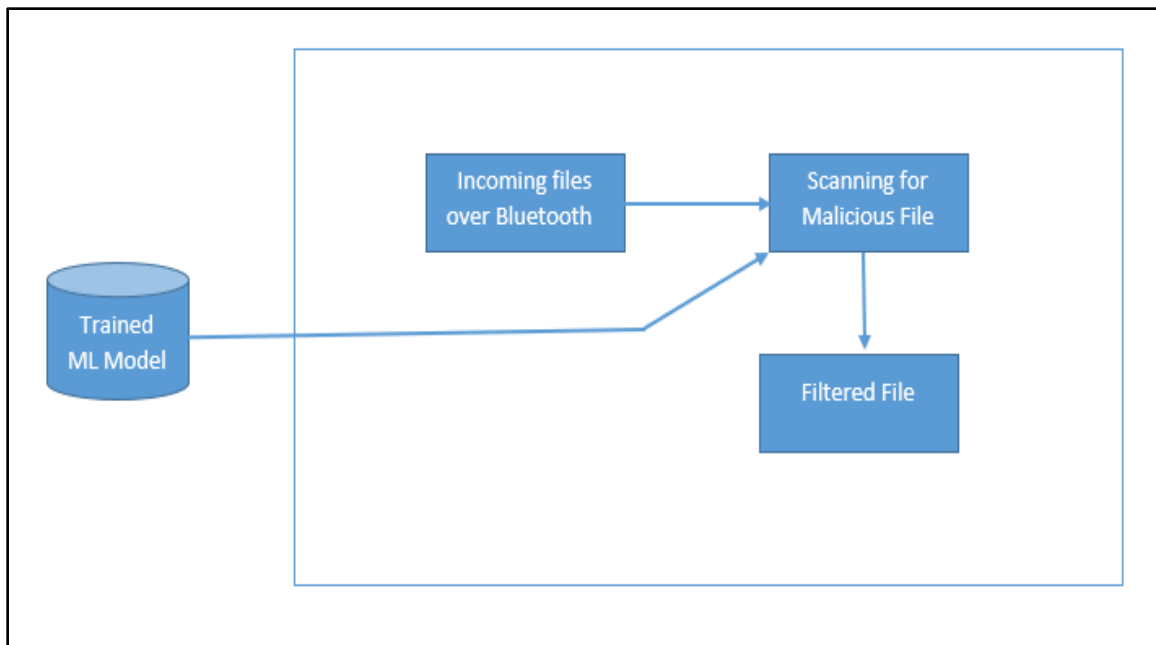 Incoming files
over Bluetooth
Scanning for
Malicious File
Trained
ML Model
Filtered File